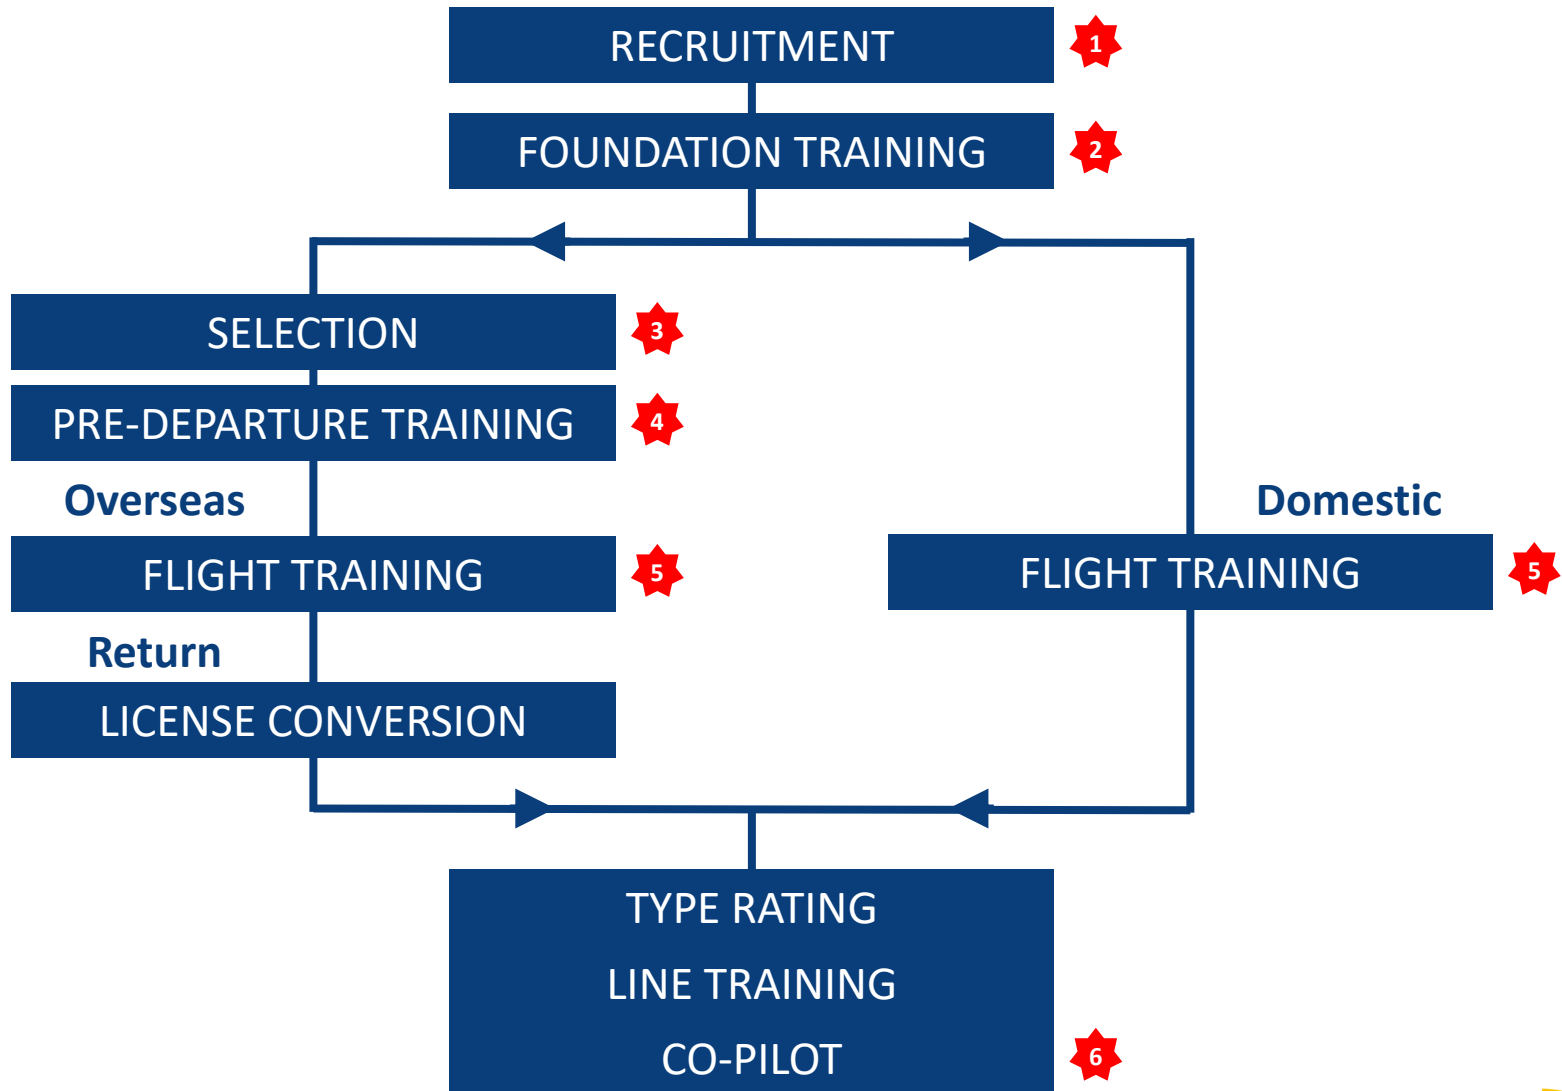 RECRUITMENT
1
FOUNDATION TRAINING
2
SELECTION
3
PRE-DEPARTURE TRAINING
4
Overseas
Domestic
FLIGHT TRAINING
5
FLIGHT TRAINING
5
Return
LICENSE CONVERSION
TYPE RATING
LINE TRAINING
CO-PILOT
6